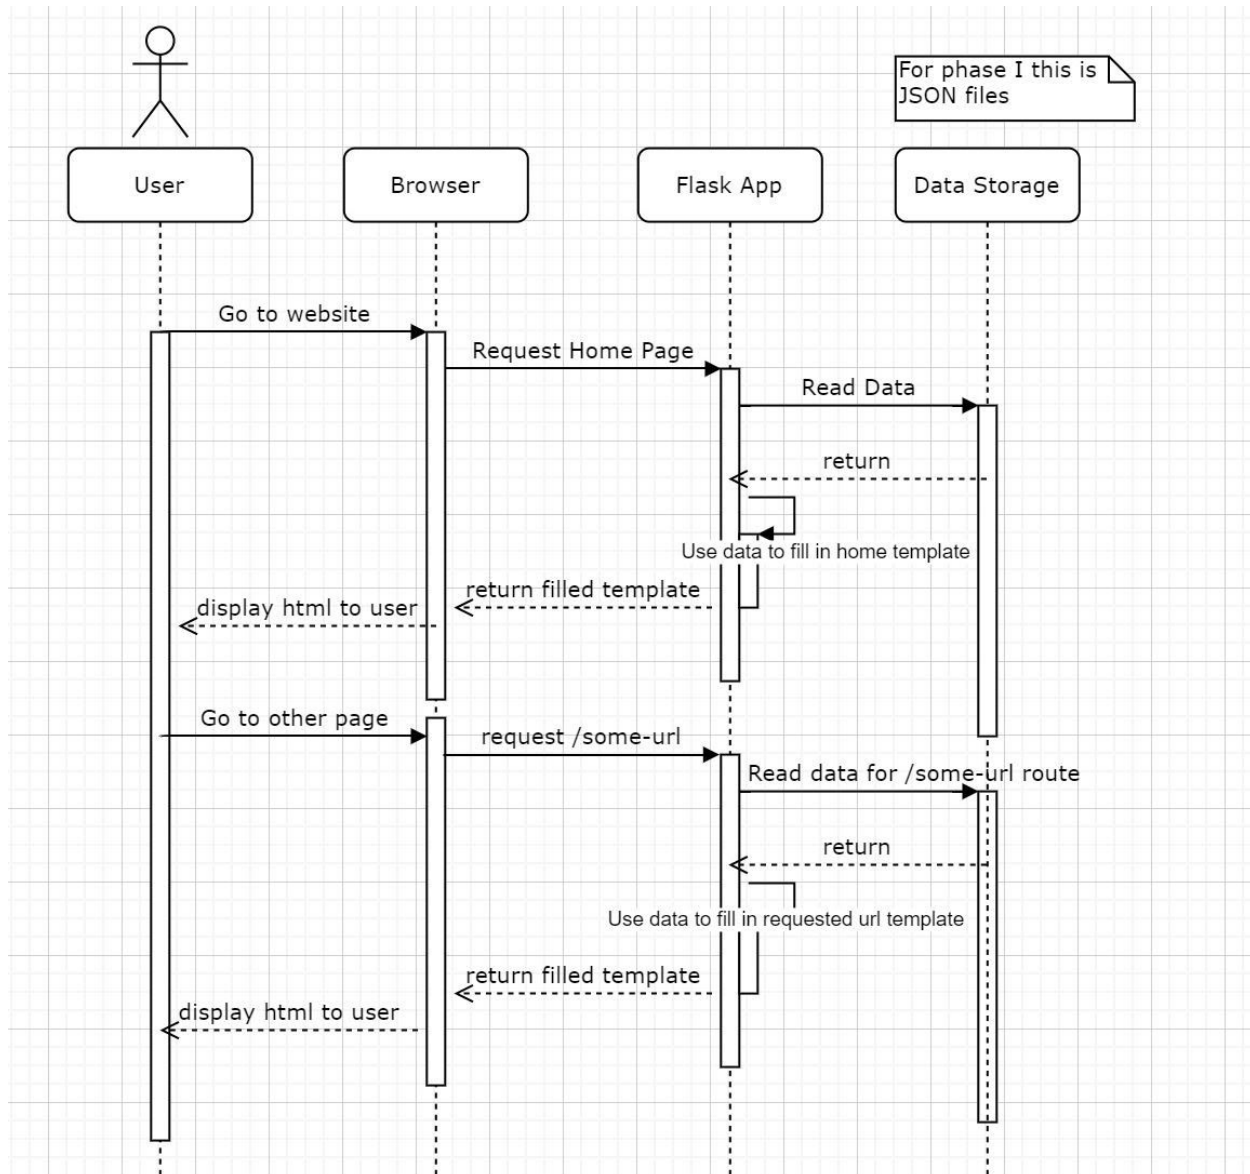 For phase I this is
JSON files
User
Browser
Flask App
Data Storage
Go to website
Request Home Page
Read Data
return
Use data to fill in home template
return filled template
display html to user
Go to other page
request /some-url
Read data for /some-url route
return
Use data to fill in requested url template
return filled template
display html to user